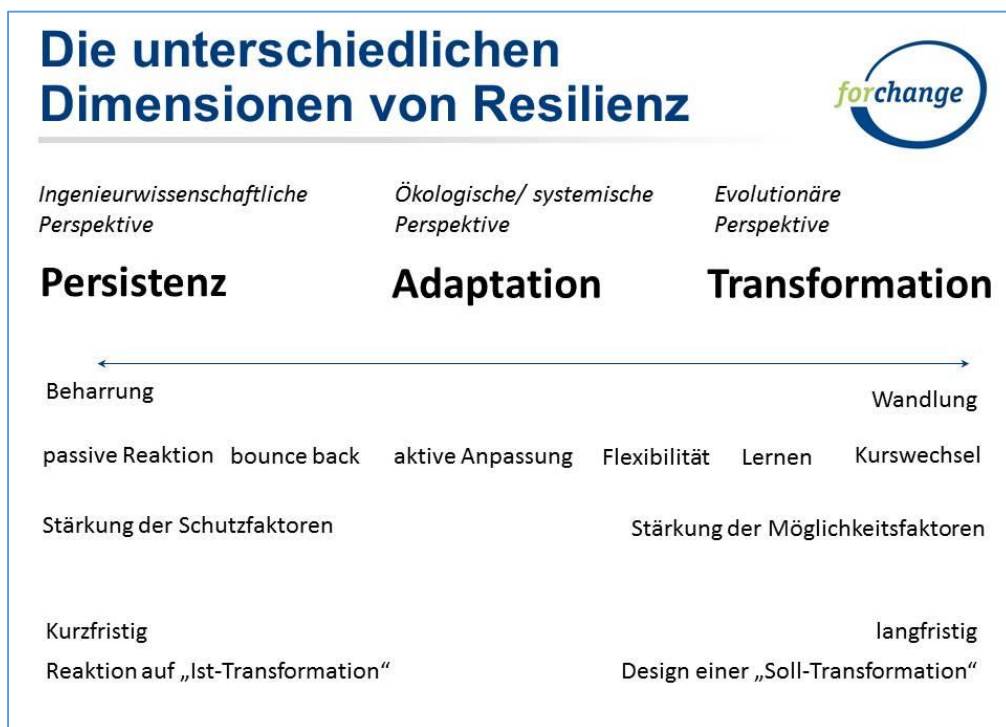 Die unterschiedlichen
Dimensionen von Resilienz
forchange
Ingenieurwissenschaftliche
Perspektive
Ökologische/ systemische
Perspektive
Evolutionäre
Perspektive
Persistenz Adaptation Transformation
Beharrung Wandlung
passive Reaktion bounce back aktive Anpassung Flexibilität Lernen Kurswechsel
Stärkung der Schutzfaktoren Stärkung der Möglichkeitsfaktoren
Kurzfristig langfristig
Reaktion auf „Ist-Transformation“ Design einer „Soll-Transformation“